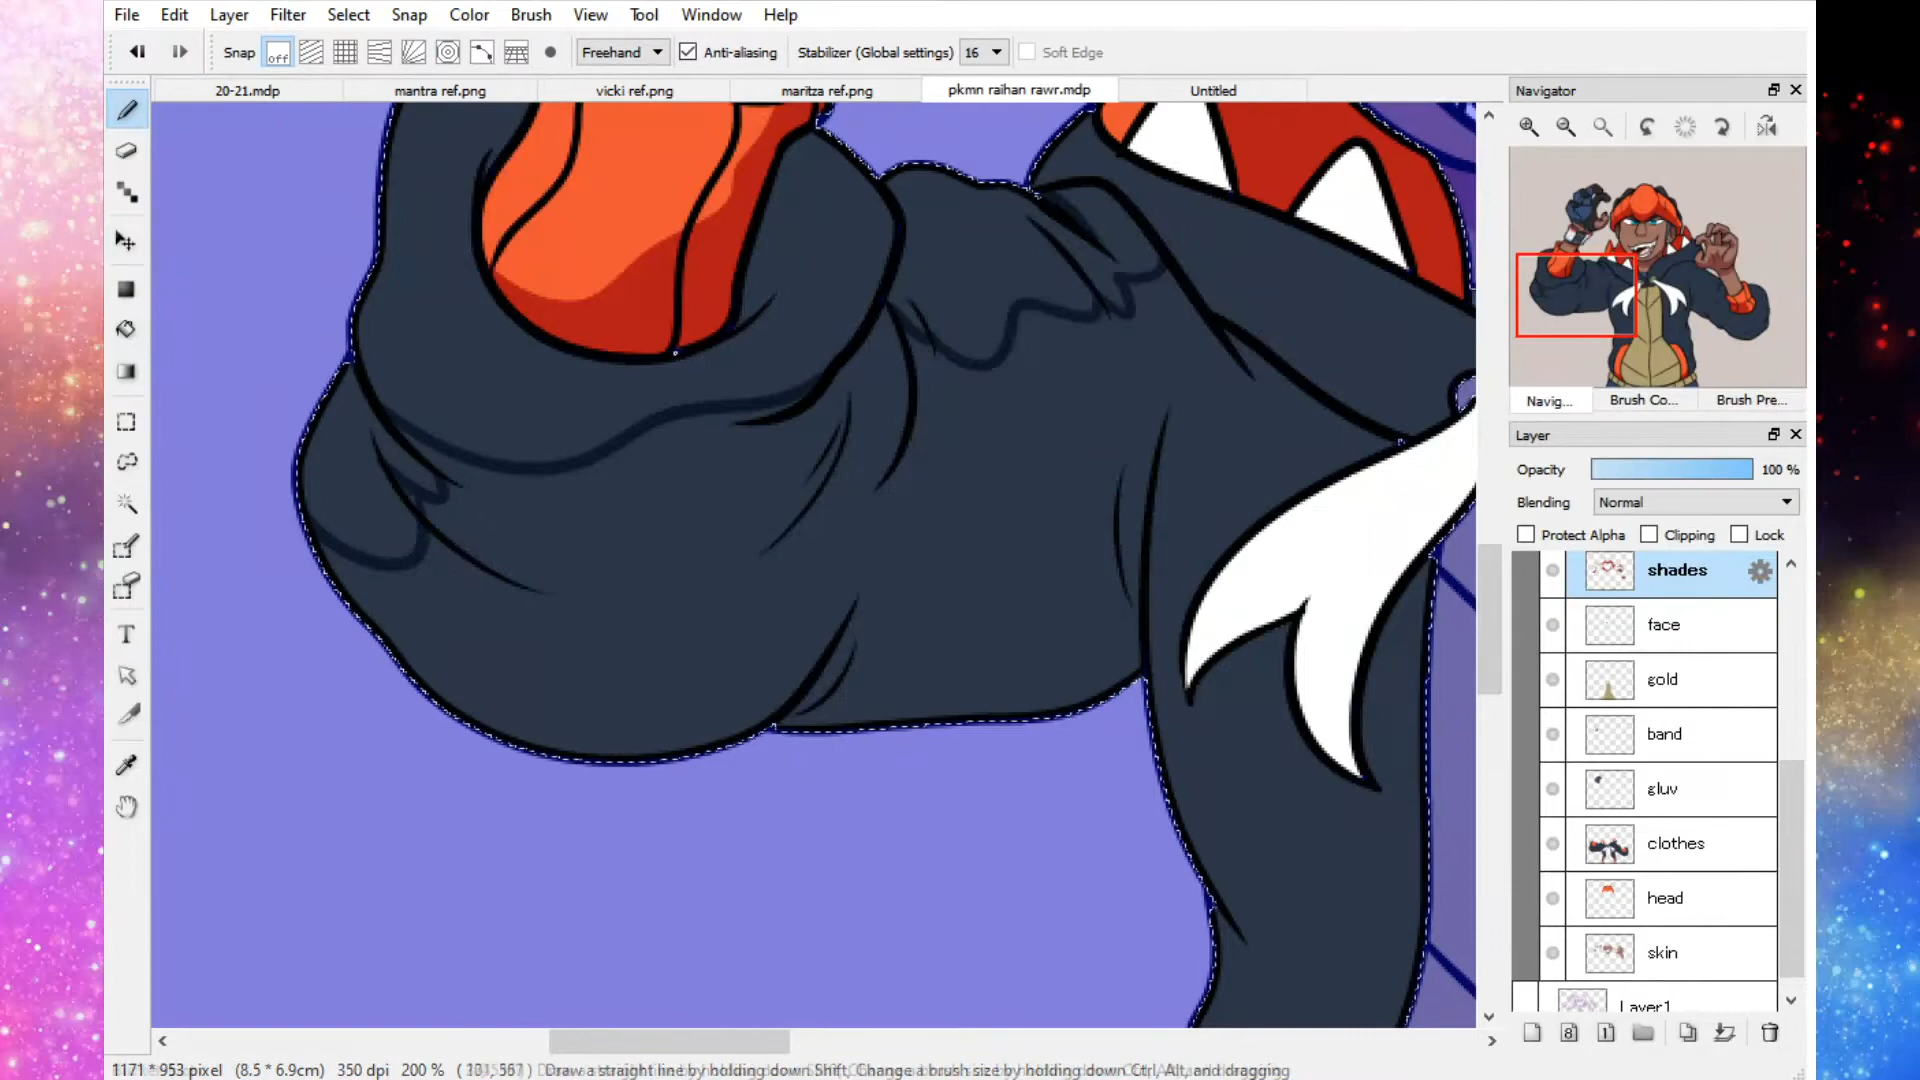 File Edit Layer Filter Select Snap Color Brush View Tool Window Help
Snap off Freehand Anti-aliasing Stabilizer (Global settings) 16 Soft Edge
20-21.mdp mantra ref.png vicki ref.png maritza ref.png pkmn raihan rawr.mdp Untitled
Navigator
Navig... Brush Co... Brush Pre...
Layer
Opacity 100 %
Blending Normal
Protect Alpha Clipping Lock
shades
face
gold
band
gluv
clothes
head
skin
Layer1
8 1
T
1171 * 953 pixel (8.5 * 6.9cm) 350 dpi 200 % Draw a straight line by holding down Shift, Change a brush size by holding down Ctrl, Alt, and dragging